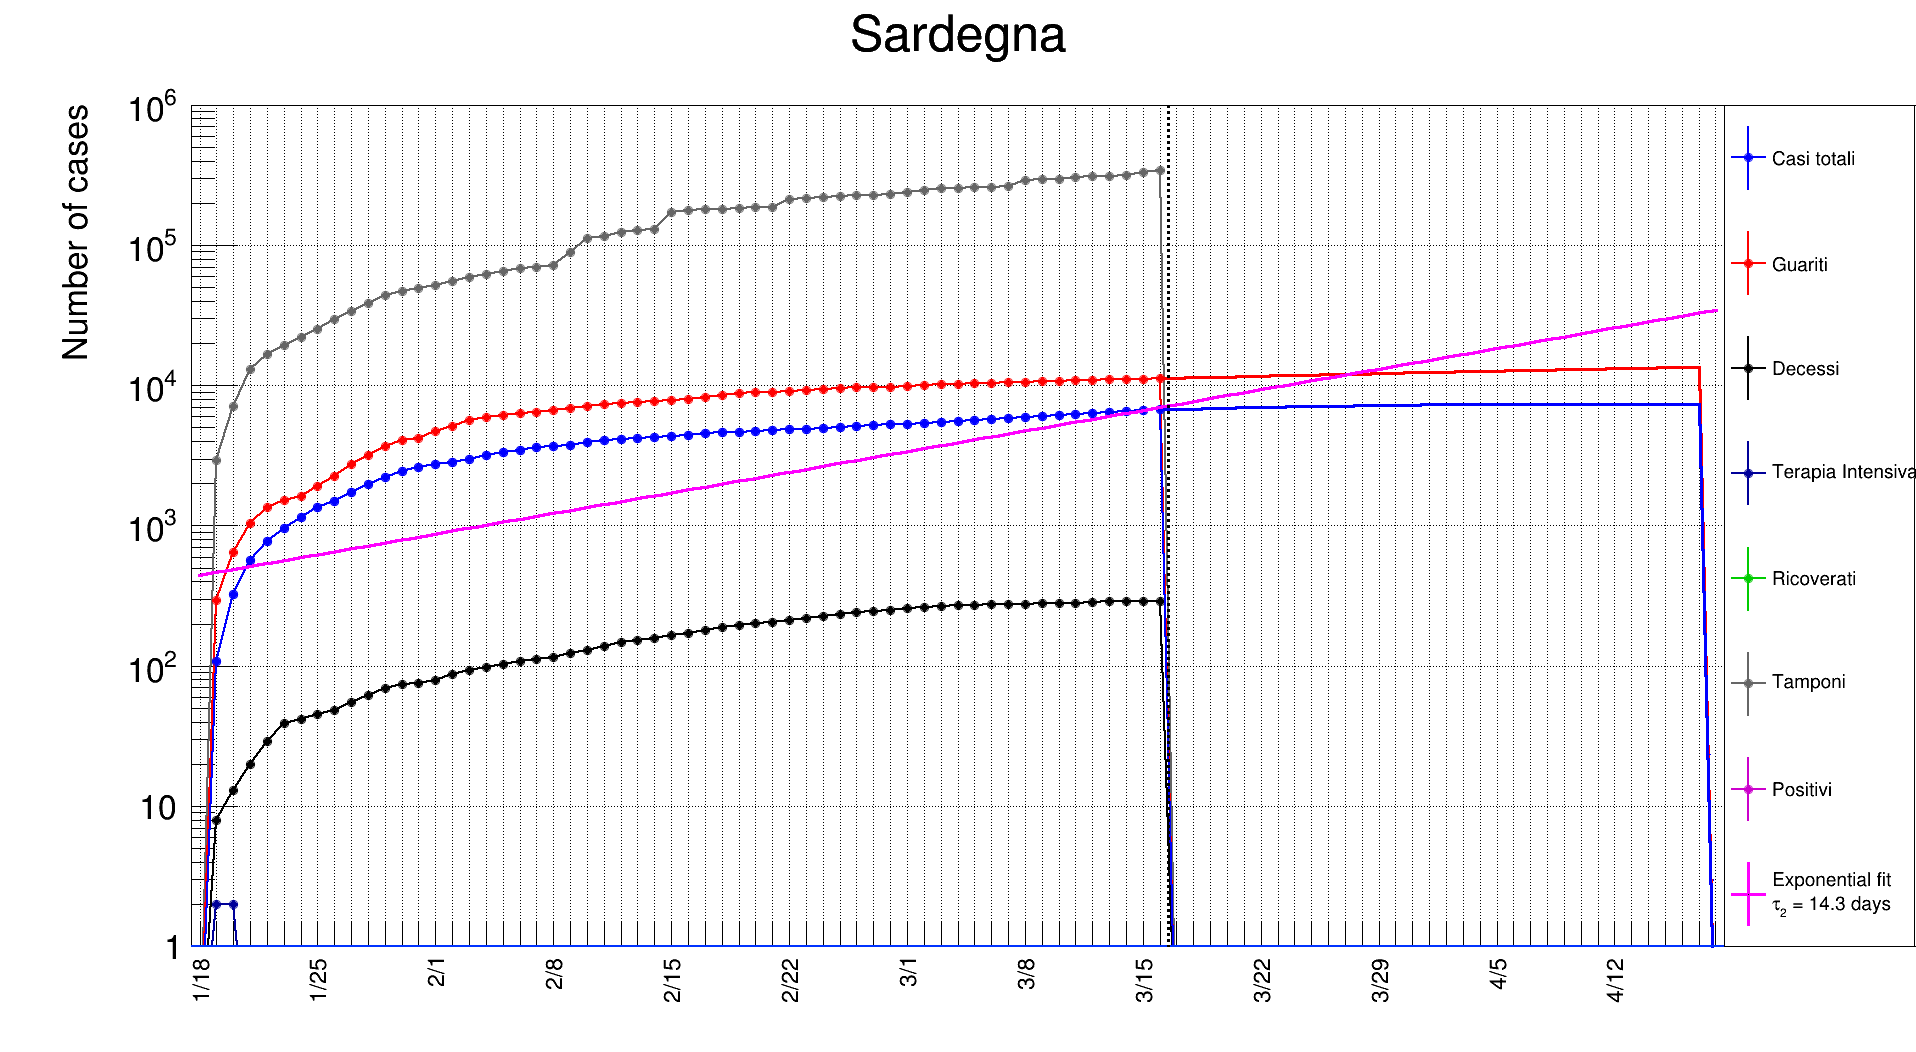 Sardegna
Number of cases
10^6
10^5
10^4
10^3
10^2
10
1
1/18
1/25
2/1
2/8
2/15
2/22
3/1
3/8
3/15
3/22
3/29
4/5
4/12
Casi totali
Guariti
Decessi
Terapia Intensiva
Ricoverati
Tamponi
Positivi
Exponential fit
τ₂ = 14.3 days